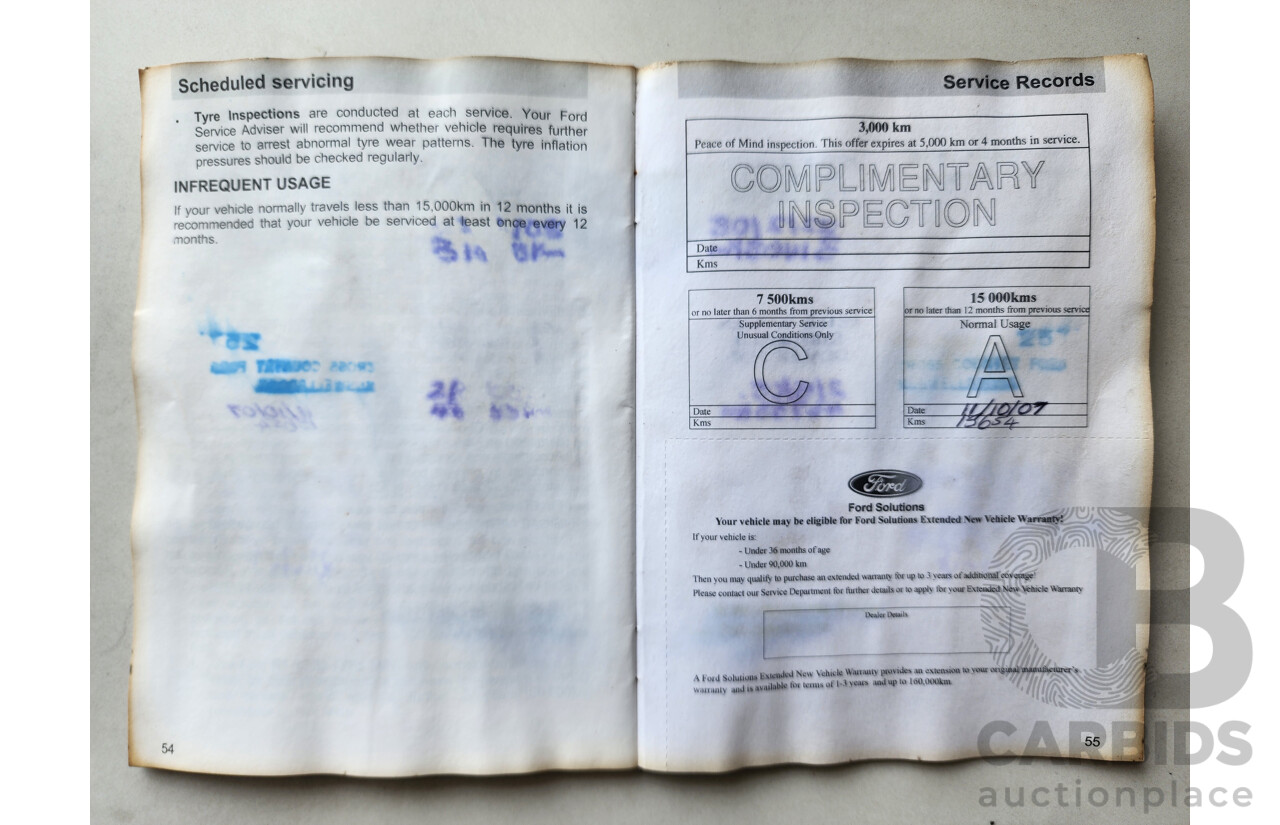 Scheduled servicing
. Tyre Inspections are conducted at each service. Your Ford
Service Adviser will recommend whether vehicle requires further
service to arrest abnormal tyre wear patterns. The tyre inflation
pressures should be checked regularly.
INFREQUENT USAGE
If your vehicle normally travels less than 15,000km in 12 months it is
recommended that your vehicle be serviced at least once every 12
months.
54
Service Records
3,000 km
Peace of Mind inspection. This offer expires at 5,000 km or 4 months in service.
COMPLIMENTARY
INSPECTION
Date
Kms
7 500kms
or no later than 6 months from previous service
Supplementary Service
Unusual Conditions Only
C
Date
Kms
15 000kms
or no later than 12 months from previous service
Normal Usage
A
Date 11/10/07
Kms 15654
Ford
Ford Solutions
Your vehicle may be eligible for Ford Solutions Extended New Vehicle Warranty!
If your vehicle is:
- Under 36 months of age
- Under 90,000 km
Then you may qualify to purchase an extended warranty for up to 3 years of additional coverage!
Please contact our Service Department for further details or to apply for your Extended New Vehicle Warranty
Dealer Details
A Ford Solutions Extended New Vehicle Warranty provides an extension to your original manufacturer's
warranty and is available for terms of 1-3 years and up to 160,000km.
55
CARBIDS
auctionplace